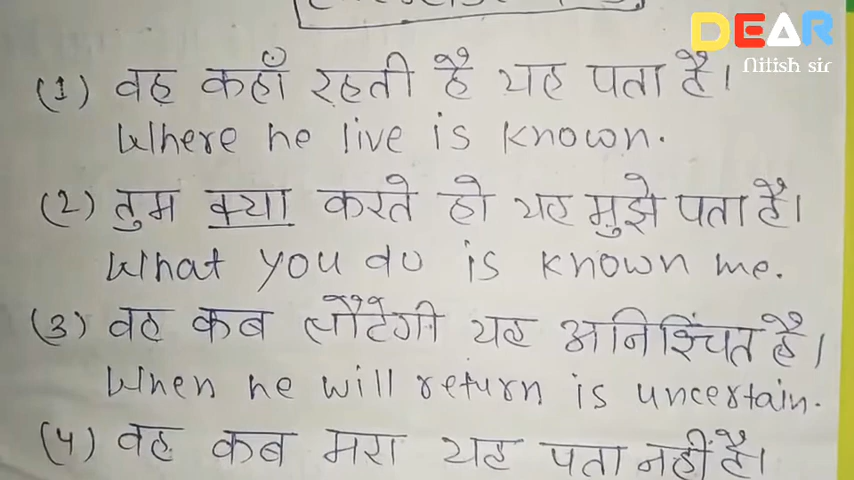 DEAR
Nitish sir
(1) वह कहाँ रहती है यह पता है।
Where he live is known.
(2) तुम क्या करते हो यह मुझे पता है।
What you do is known me.
(3) वह कब लौटेगी यह अनिश्चिंत है।
When he will return is uncertain.
(4) वह कब मरा यह पता नहीं है।